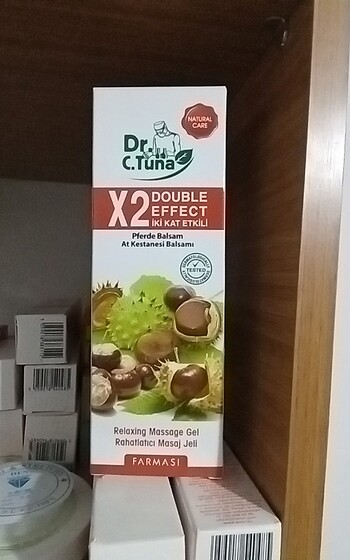 NATURAL
CARE
Dr.
C.Tuna
X2 DOUBLE
EFFECT
İKİ KAT ETKİLİ
Pferde Balsam
At Kestanesi Balsamı
TESTED
Relaxing Massage Gel
Rahatlatıcı Masaj Jeli
FARMASI